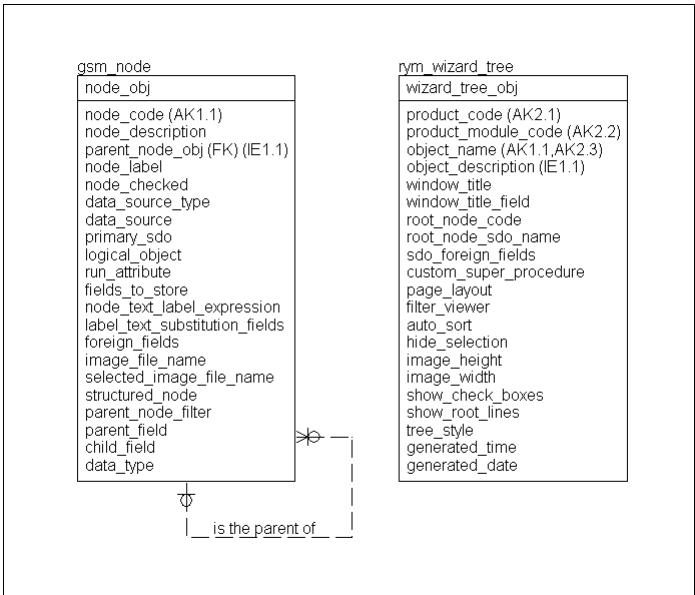 gsm_node
node_obj
node_code (AK1.1)
node_description
parent_node_obj (FK) (IE1.1)
node_label
node_checked
data_source_type
data_source
primary_sdo
logical_object
run_attribute
fields_to_store
node_text_label_expression
label_text_substitution_fields
foreign_fields
image_file_name
selected_image_file_name
structured_node
parent_node_filter
parent_field
child_field
data_type
is the parent of
rym_wizard_tree
wizard_tree_obj
product_code (AK2.1)
product_module_code (AK2.2)
object_name (AK1.1,AK2.3)
object_description (IE1.1)
window_title
window_title_field
root_node_code
root_node_sdo_name
sdo_foreign_fields
custom_super_procedure
page_layout
filter_viewer
auto_sort
hide_selection
image_height
image_width
show_check_boxes
show_root_lines
tree_style
generated_time
generated_date